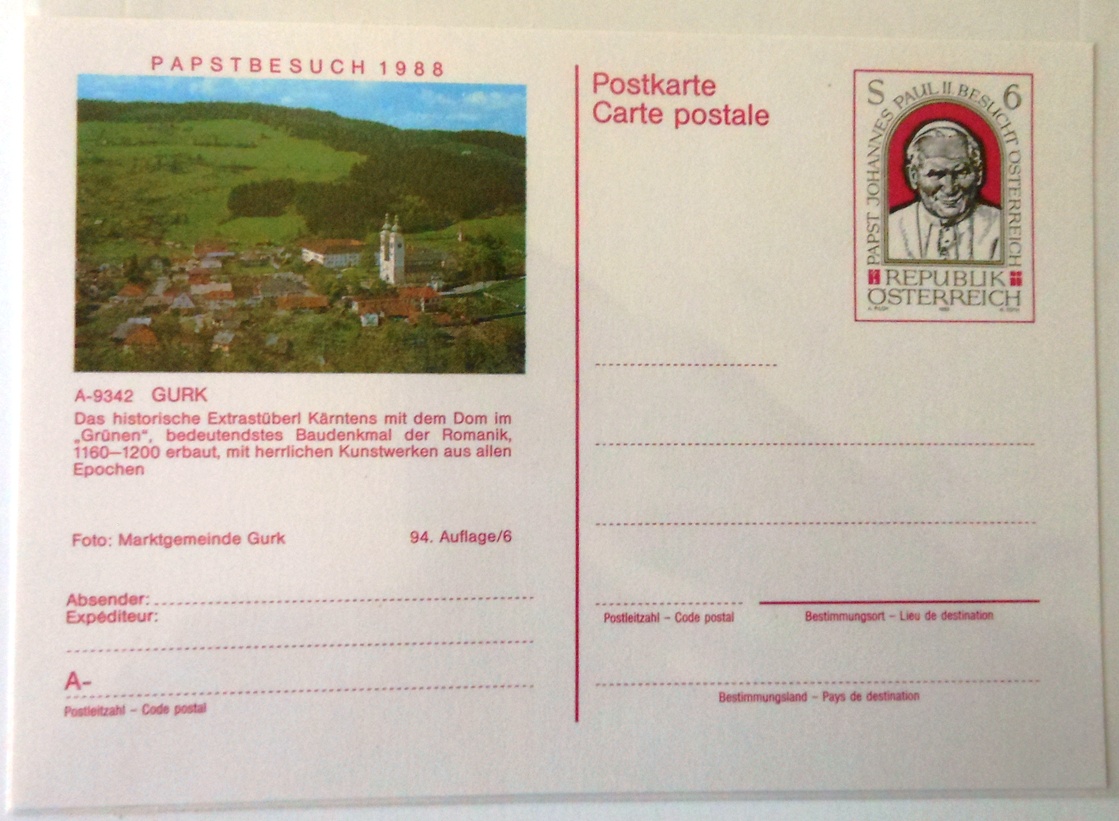 PAPSTBESUCH 1988
A-9342 GURK
Das historische Extrastüberl Kärntens mit dem Dom im
„Grünen“, bedeutendstes Baudenkmal der Romanik,
1160—1200 erbaut, mit herrlichen Kunstwerken aus allen
Epochen
Foto: Marktgemeinde Gurk 94. Auflage/6
Absender:
Expéditeur:
A-
Postleitzahl – Code postal
Postkarte
Carte postale
S 6
PAPST JOHANNES PAUL II. BESUCHT ÖSTERREICH
REPUBLIK
ÖSTERREICH
Postleitzahl – Code postal
Bestimmungsort – Lieu de destination
Bestimmungsland – Pays de destination